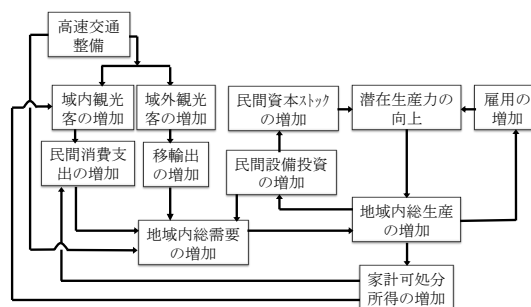 高速交通
整備
域内観光
客の増加
域外観光
客の増加
民間資本ストック
の増加
潜在生産力の
向上
雇用の
増加
民間消費支
出の増加
移輸出
の増加
民間設備投資
の増加
地域内総需要
の増加
地域内総生産
の増加
家計可処分
所得の増加